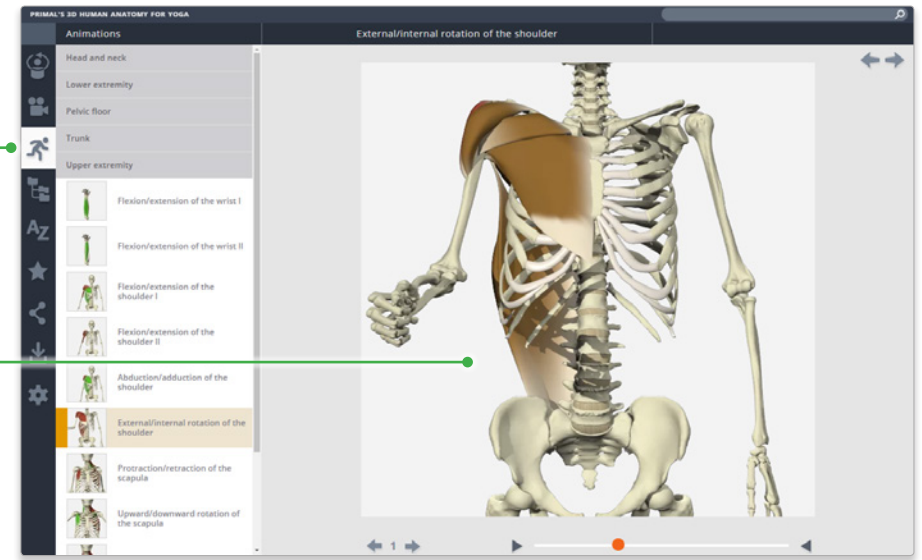 PRIMAL'S 3D HUMAN ANATOMY FOR YOGA
Animations
External/internal rotation of the shoulder
Head and neck
Lower extremity
Pelvic floor
Trunk
Upper extremity
Flexion/extension of the wrist I
Flexion/extension of the wrist II
Flexion/extension of the
shoulder I
Flexion/extension of the
shoulder II
Abduction/adduction of the
shoulder
External/internal rotation of the
shoulder
Protraction/retraction of the
scapula
Upward/downward rotation of
the scapula
AZ
1